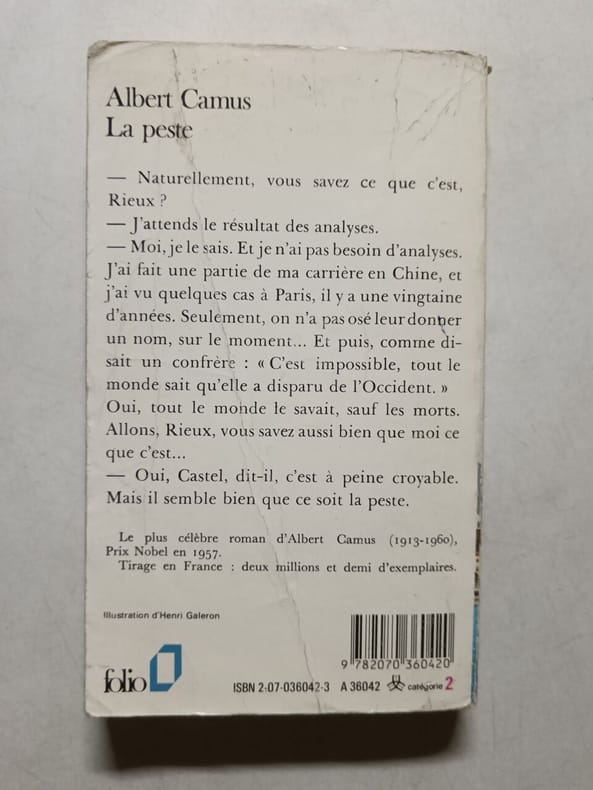 Albert Camus
La peste
— Naturellement, vous savez ce que c'est,
Rieux ?
— J'attends le résultat des analyses.
— Moi, je le sais. Et je n'ai pas besoin d'analyses.
J'ai fait une partie de ma carrière en Chine, et
j'ai vu quelques cas à Paris, il y a une vingtaine
d'années. Seulement, on n'a pas osé leur donner
un nom, sur le moment... Et puis, comme di-
sait un confrère : « C'est impossible, tout le
monde sait qu'elle a disparu de l'Occident. »
Oui, tout le monde le savait, sauf les morts.
Allons, Rieux, vous savez aussi bien que moi ce
que c'est...
— Oui, Castel, dit-il, c'est à peine croyable.
Mais il semble bien que ce soit la peste.
Le plus célèbre roman d'Albert Camus (1913-1960),
Prix Nobel en 1957.
Tirage en France : deux millions et demi d'exemplaires.
Illustration d'Henri Galeron
9 782070 360420
folio
ISBN 2-07-036042-3 A 36042 catégorie 2